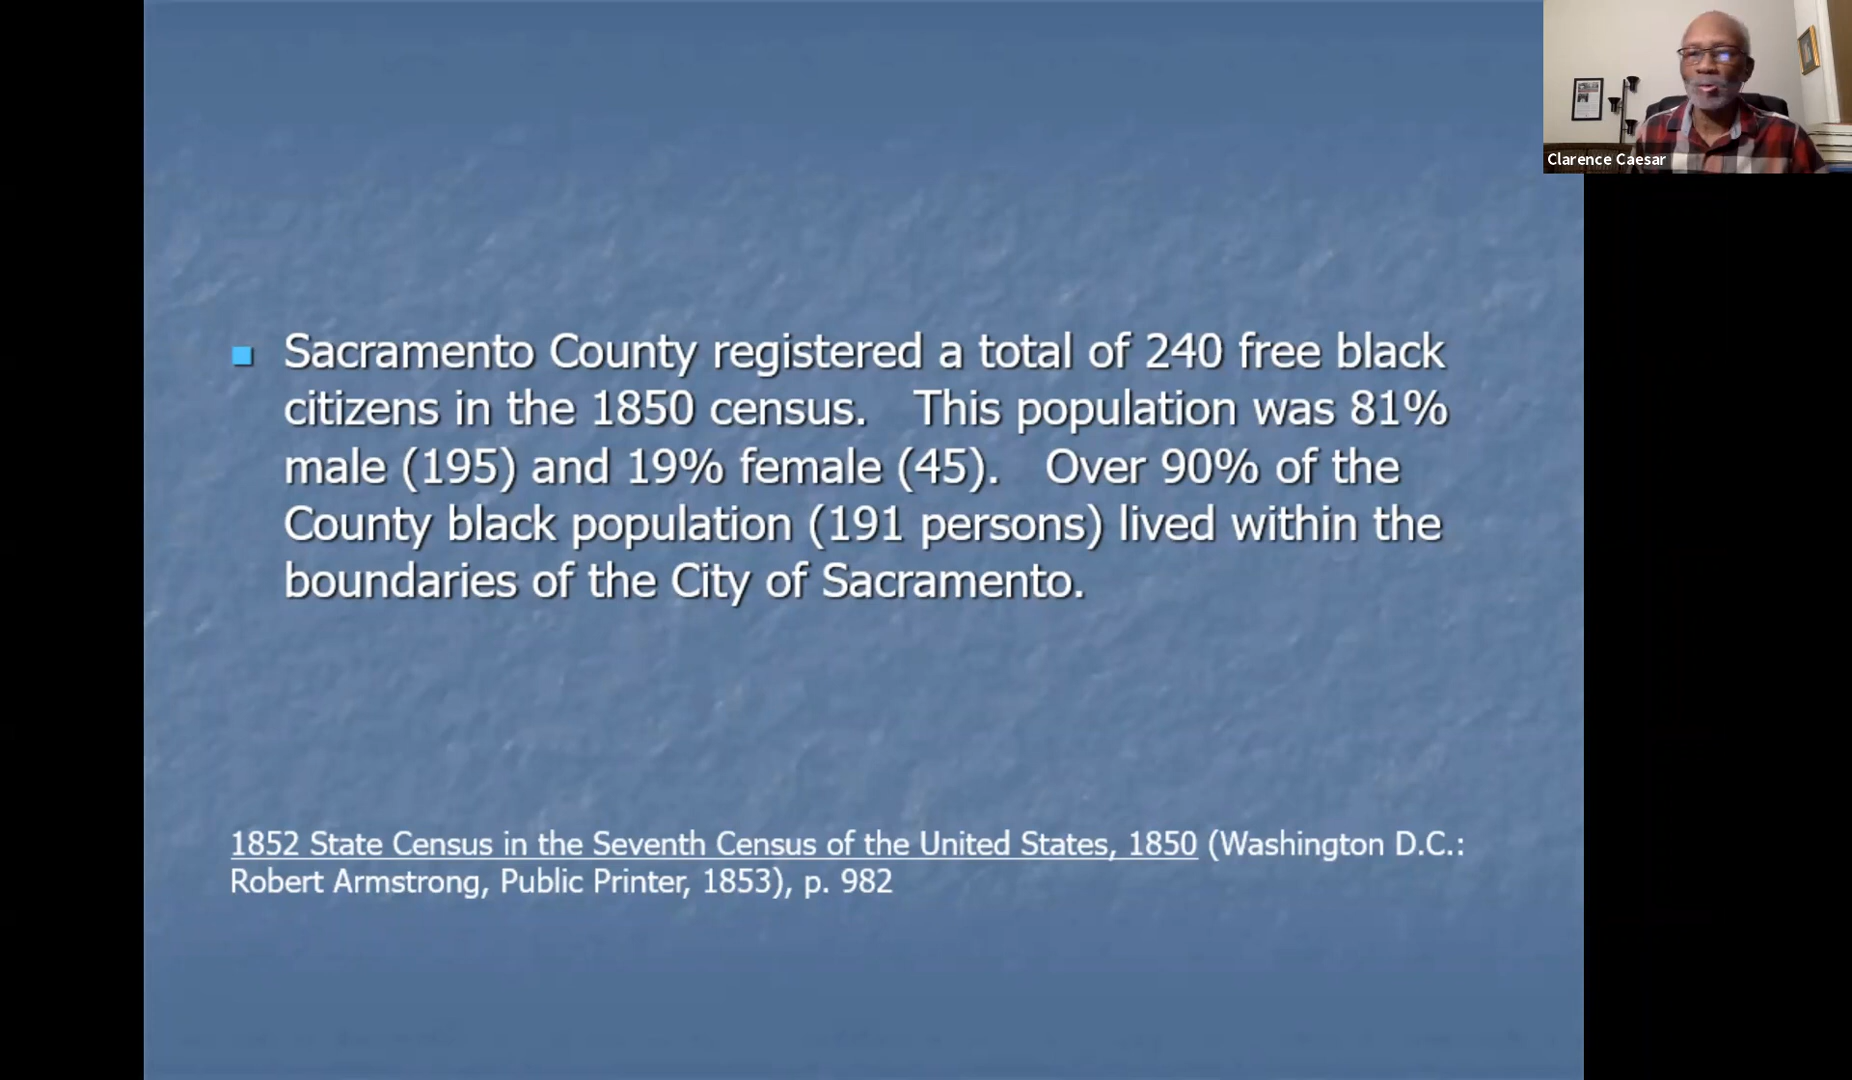 Clarence Caesar
Sacramento County registered a total of 240 free black
citizens in the 1850 census. This population was 81%
male (195) and 19% female (45). Over 90% of the
County black population (191 persons) lived within the
boundaries of the City of Sacramento.
1852 State Census in the Seventh Census of the United States, 1850 (Washington D.C.:
Robert Armstrong, Public Printer, 1853), p. 982